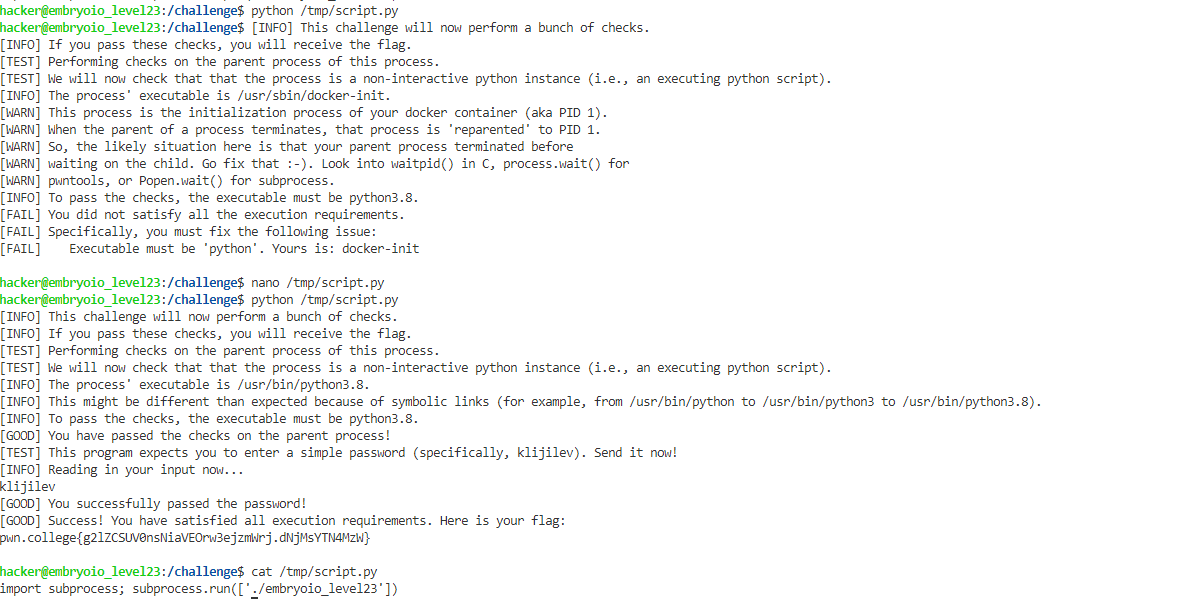 hacker@embryoio_level23:/challenge$ python /tmp/script.py
hacker@embryoio_level23:/challenge$ [INFO] This challenge will now perform a bunch of checks.
[INFO] If you pass these checks, you will receive the flag.
[TEST] Performing checks on the parent process of this process.
[TEST] We will now check that that the process is a non-interactive python instance (i.e., an executing python script).
[INFO] The process' executable is /usr/sbin/docker-init.
[WARN] This process is the initialization process of your docker container (aka PID 1).
[WARN] When the parent of a process terminates, that process is 'reparented' to PID 1.
[WARN] So, the likely situation here is that your parent process terminated before
[WARN] waiting on the child. Go fix that :-). Look into waitpid() in C, process.wait() for
[WARN] pwntools, or Popen.wait() for subprocess.
[INFO] To pass the checks, the executable must be python3.8.
[FAIL] You did not satisfy all the execution requirements.
[FAIL] Specifically, you must fix the following issue:
[FAIL]    Executable must be 'python'. Yours is: docker-init
hacker@embryoio_level23:/challenge$ nano /tmp/script.py
hacker@embryoio_level23:/challenge$ python /tmp/script.py
[INFO] This challenge will now perform a bunch of checks.
[INFO] If you pass these checks, you will receive the flag.
[TEST] Performing checks on the parent process of this process.
[TEST] We will now check that that the process is a non-interactive python instance (i.e., an executing python script).
[INFO] The process' executable is /usr/bin/python3.8.
[INFO] This might be different than expected because of symbolic links (for example, from /usr/bin/python to /usr/bin/python3 to /usr/bin/python3.8).
[INFO] To pass the checks, the executable must be python3.8.
[GOOD] You have passed the checks on the parent process!
[TEST] This program expects you to enter a simple password (specifically, klijilev). Send it now!
[INFO] Reading in your input now...
klijilev
[GOOD] You successfully passed the password!
[GOOD] Success! You have satisfied all execution requirements. Here is your flag:
pwn.college{g2lZCSUV0nsNiaVEOrw3ejzmWrj.dNjMsYTN4MzW}
hacker@embryoio_level23:/challenge$ cat /tmp/script.py
import subprocess; subprocess.run(['./embryoio_level23'])